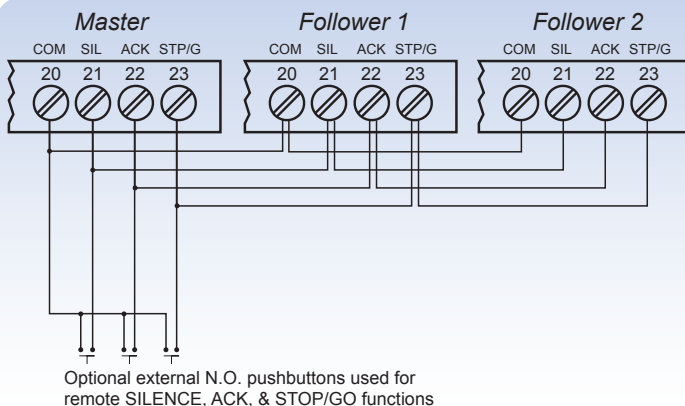 Master Follower 1 Follower 2
COM SIL ACK STP/G COM SIL ACK STP/G COM SIL ACK STP/G
20 21 22 23 20 21 22 23 20 21 22 23
Optional external N.O. pushbuttons used for
remote SILENCE, ACK, & STOP/GO functions